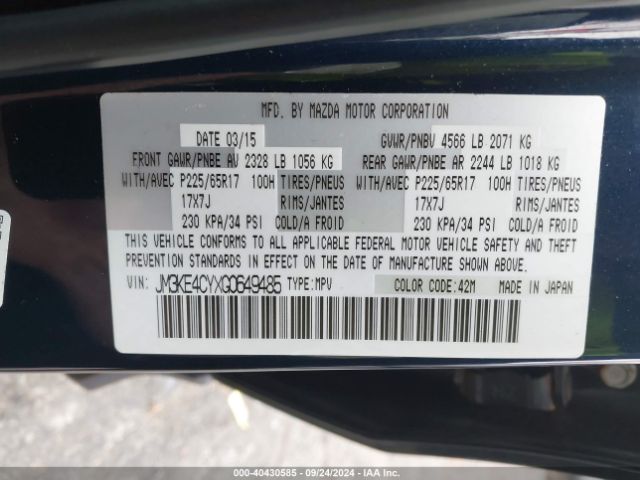 MFD. BY MAZDA MOTOR CORPORATION
DATE 03/15 GVWR/PNBV 4566 LB 2071 KG
FRONT GAWR/PNBE AV 2328 LB 1056 KG REAR GAWR/PNBE AR 2244 LB 1018 KG
WITH/AVEC P225/65R17 100H TIRES/PNEUS WITH/AVEC P225/65R17 100H TIRES/PNEUS
17X7J RIMS/JANTES 17X7J RIMS/JANTES
230 KPA/34 PSI COLD/A FROID 230 KPA/34 PSI COLD/A FROID
THIS VEHICLE CONFORMS TO ALL APPLICABLE FEDERAL MOTOR VEHICLE SAFETY AND THEFT
PREVENTION STANDARDS IN EFFECT ON THE DATE OF MANUFACTURE SHOWN ABOVE.
VIN: JM3KE4CYXG0649485 TYPE:MPV COLOR CODE:42M MADE IN JAPAN
000-40430585 - 09/24/2024 - IAAI.COM